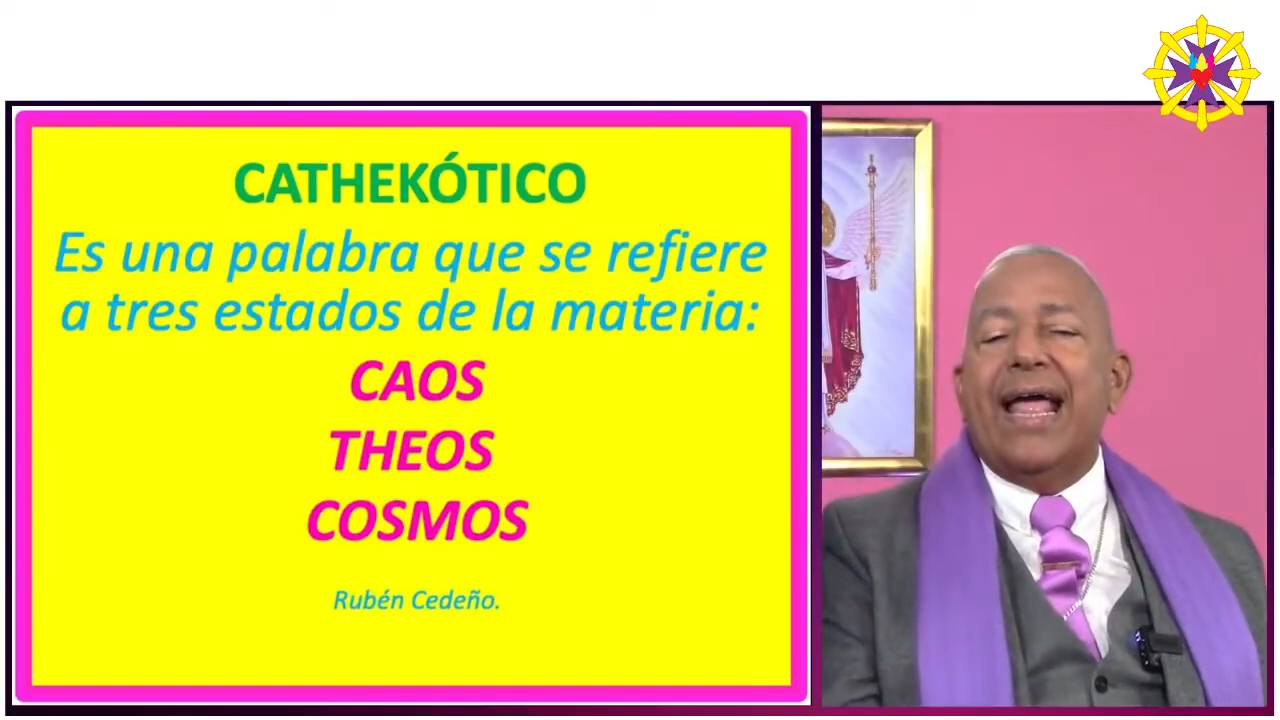 CATHEKÓTICO
Es una palabra que se refiere
a tres estados de la materia:
CAOS
THEOS
COSMOS
Rubén Cedeño.